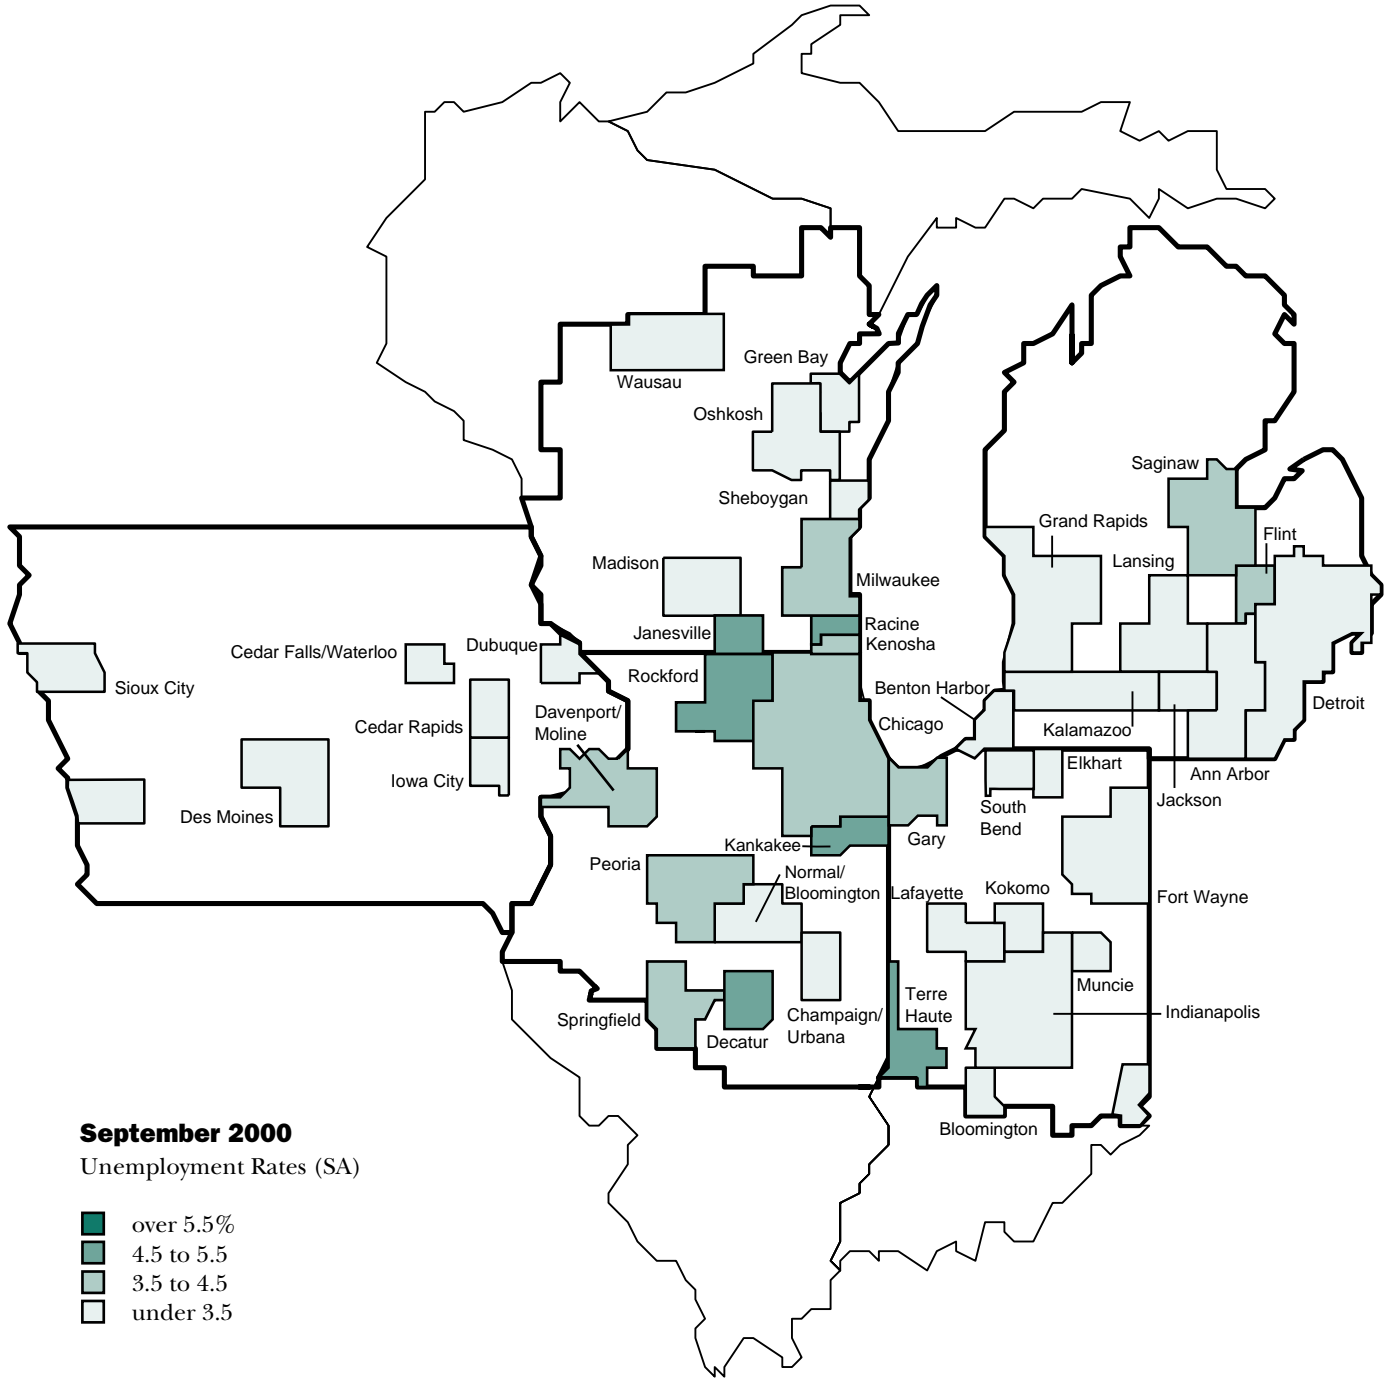 Green Bay
Wausau
Oshkosh
Saginaw
Sheboygan
Grand Rapids
Flint
Lansing
Madison
Milwaukee
Racine
Janesville
Kenosha
Cedar Falls/Waterloo
Dubuque
Sioux City
Rockford
Benton Harbor
Detroit
Davenport/
Moline
Chicago
Cedar Rapids
Kalamazoo
Elkhart
Ann Arbor
Iowa City
Jackson
South
Bend
Des Moines
Gary
Kankakee
Peoria
Normal/
Bloomington
Lafayette
Kokomo
Fort Wayne
Muncie
Terre
Haute
Indianapolis
Springfield
Champaign/
Urbana
Decatur
Bloomington
September 2000
Unemployment Rates (SA)
over 5.5%
4.5 to 5.5
3.5 to 4.5
under 3.5